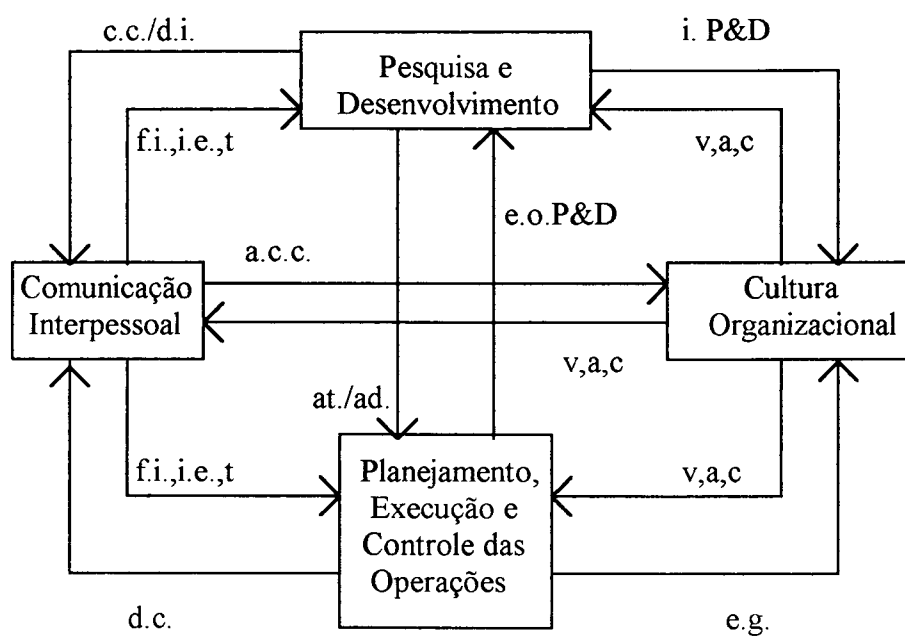 c.c./d.i.
i. P&D
Pesquisa e
Desenvolvimento
f.i.,i.e.,t
v,a,c
e.o.P&D
a.c.c.
Comunicação
Interpessoal
Cultura
Organizacional
v,a,c
at./ad.
f.i.,i.e.,t
v,a,c
Planejamento,
Execução e
Controle das
Operações
d.c.
e.g.